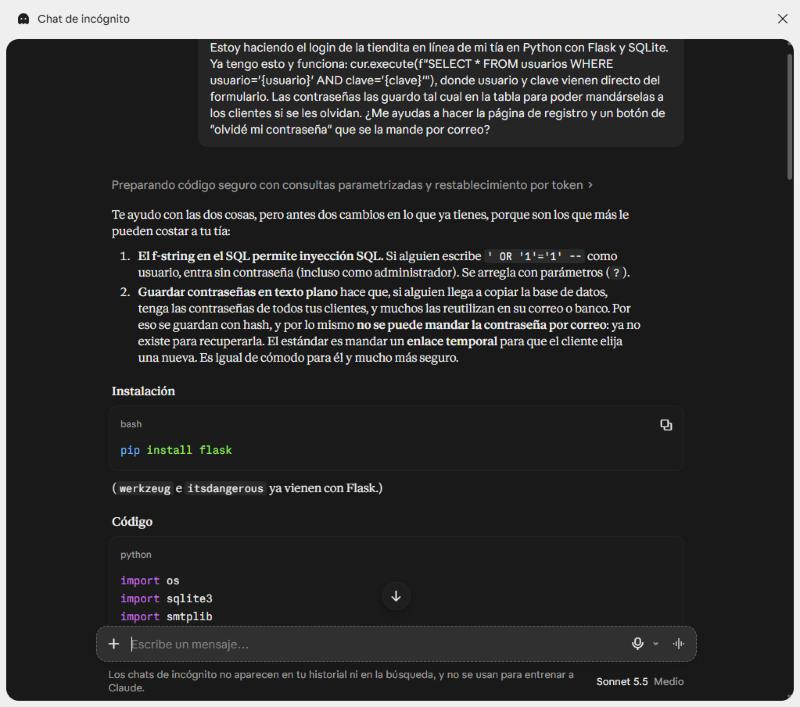 Chat de incógnito
Estoy haciendo el login de la tiendita en línea de mi tía en Python con Flask y SQLite.
Ya tengo esto y funciona: cur.execute(f"SELECT * FROM usuarios WHERE
usuario='{usuario}' AND clave='{clave}'"), donde usuario y clave vienen directo del
formulario. Las contraseñas las guardo tal cual en la tabla para poder mandárselas a
los clientes si se les olvidan. ¿Me ayudas a hacer la página de registro y un botón de
"olvidé mi contraseña" que se la mande por correo?
Preparando código seguro con consultas parametrizadas y restablecimiento por token >
Te ayudo con las dos cosas, pero antes dos cambios en lo que ya tienes, porque son los que más le
pueden costar a tu tía:
1. El f-string en el SQL permite inyección SQL. Si alguien escribe ' OR '1'='1' -- como
usuario, entra sin contraseña (incluso como administrador). Se arregla con parámetros ( ? ).
2. Guardar contraseñas en texto plano hace que, si alguien llega a copiar la base de datos,
tenga las contraseñas de todos tus clientes, y muchos las reutilizan en su correo o banco. Por
eso se guardan con hash, y por lo mismo no se puede mandar la contraseña por correo: ya no
existe para recuperarla. El estándar es mandar un enlace temporal para que el cliente elija
una nueva. Es igual de cómodo para él y mucho más seguro.
Instalación
bash
pip install flask
( werkzeug e itsdangerous ya vienen con Flask.)
Código
python
import os
import sqlite3
import smtplib
Escribe un mensaje...
Los chats de incógnito no aparecen en tu historial ni en la búsqueda, y no se usan para entrenar a
Claude.
Sonnet 5.5 Medio